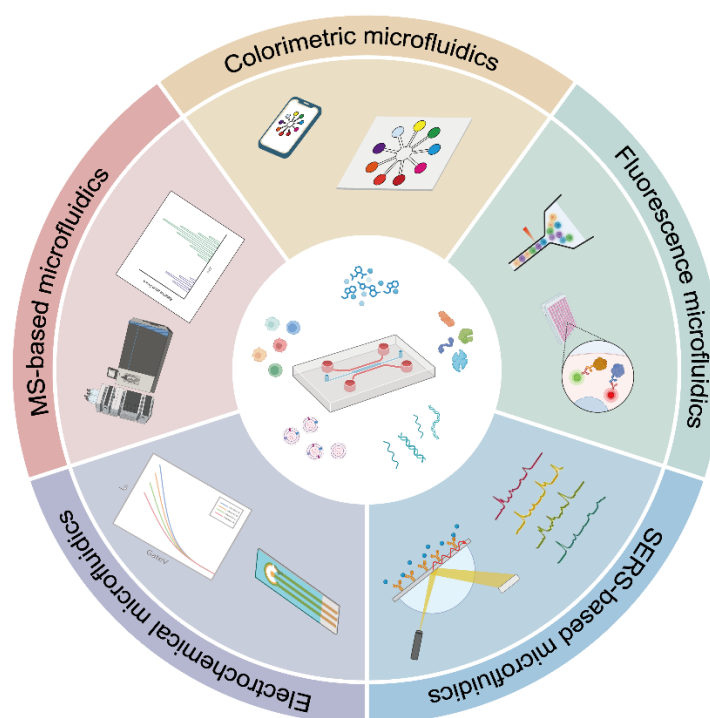 Colorimetric microfluidics
Fluorescence microfluidics
SERS-based microfluidics
Electrochemical microfluidics
MS-based microfluidics